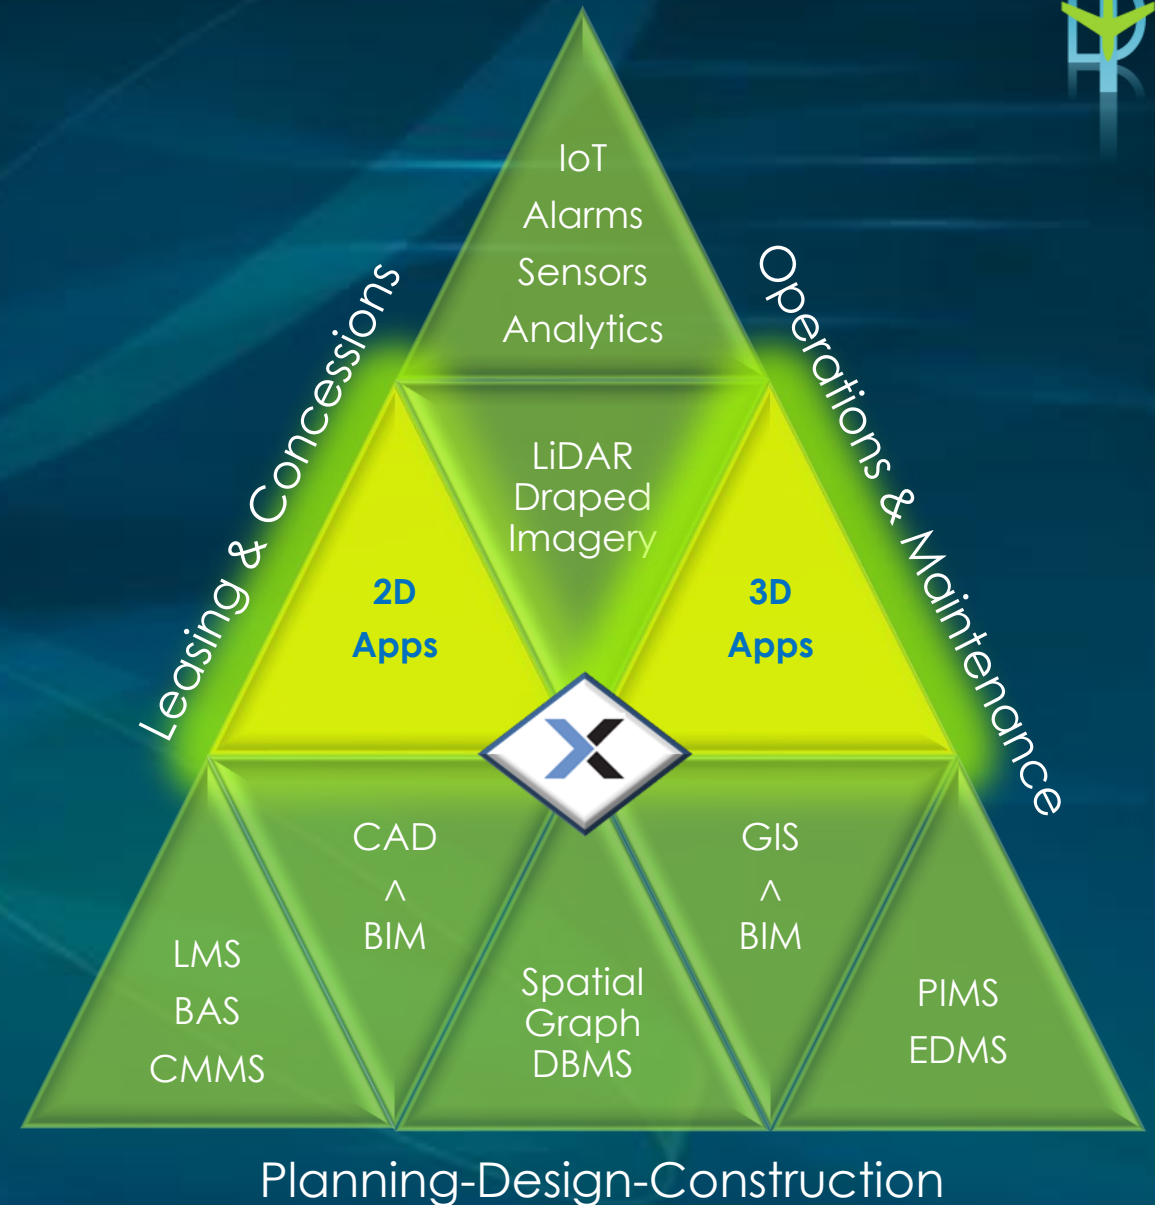 IoT
Alarms
Sensors
Analytics
Leasing & Concessions
Operations & Maintenance
LiDAR
Draped
Imagery
2D
Apps
3D
Apps
CAD
^
BIM
GIS
^
BIM
LMS
BAS
CMMS
Spatial
Graph
DBMS
PIMS
EDMS
Planning-Design-Construction